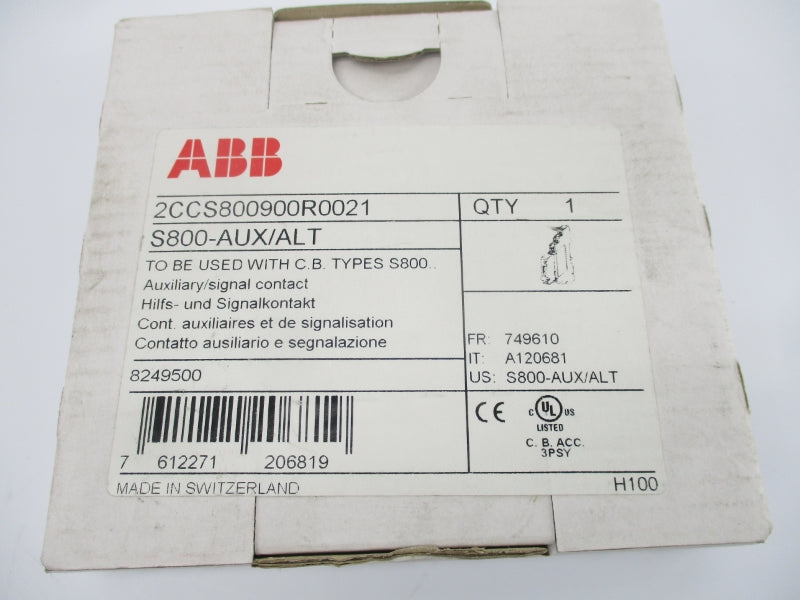 ABB
2CCS800900R0021
QTY 1
S800-AUX/ALT
TO BE USED WITH C.B. TYPES S800..
Auxiliary/signal contact
Hilfs- und Signalkontakt
Cont. auxiliaires et de signalisation
Contatto ausiliario e segnalazione
FR: 749610
IT: A120681
US: S800-AUX/ALT
8249500
CE
C UL US
LISTED
C. B. ACC.
3PSY
7 612271 206819
MADE IN SWITZERLAND
H100